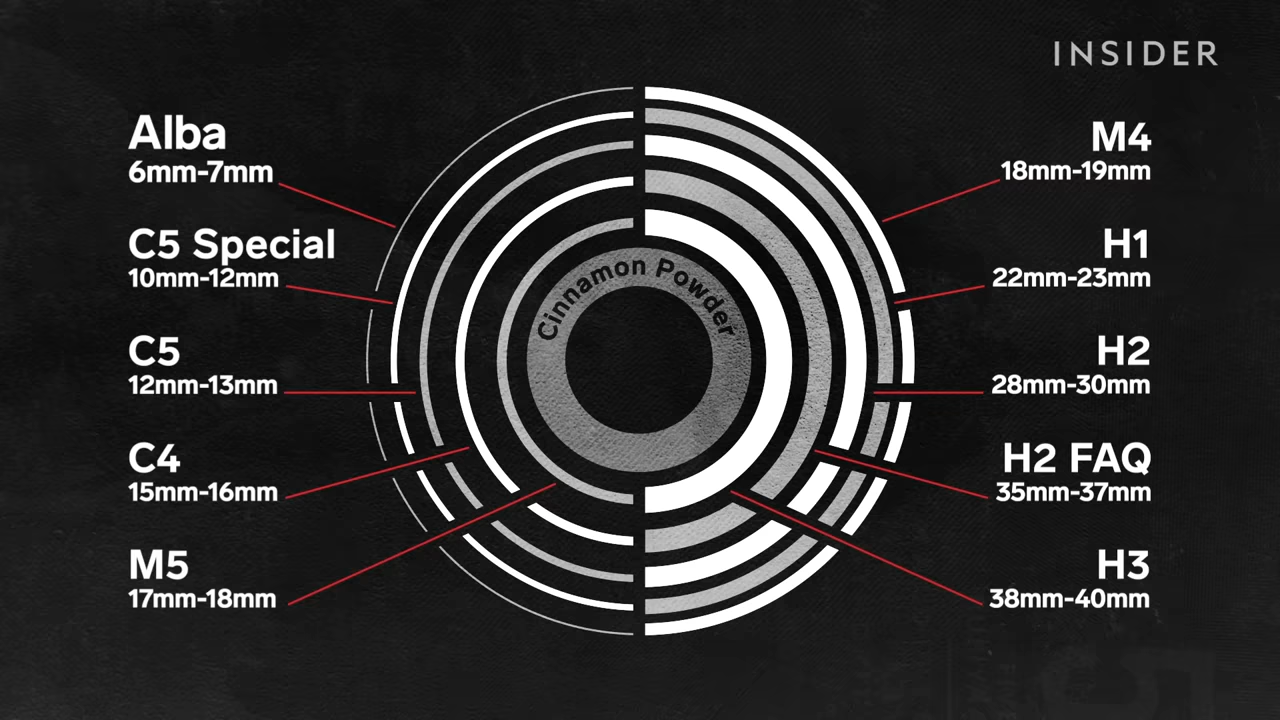 INSIDER
Alba
6mm-7mm
C5 Special
10mm-12mm
C5
12mm-13mm
C4
15mm-16mm
M5
17mm-18mm
Cinnamon Powder
M4
18mm-19mm
H1
22mm-23mm
H2
28mm-30mm
H2 FAQ
35mm-37mm
H3
38mm-40mm